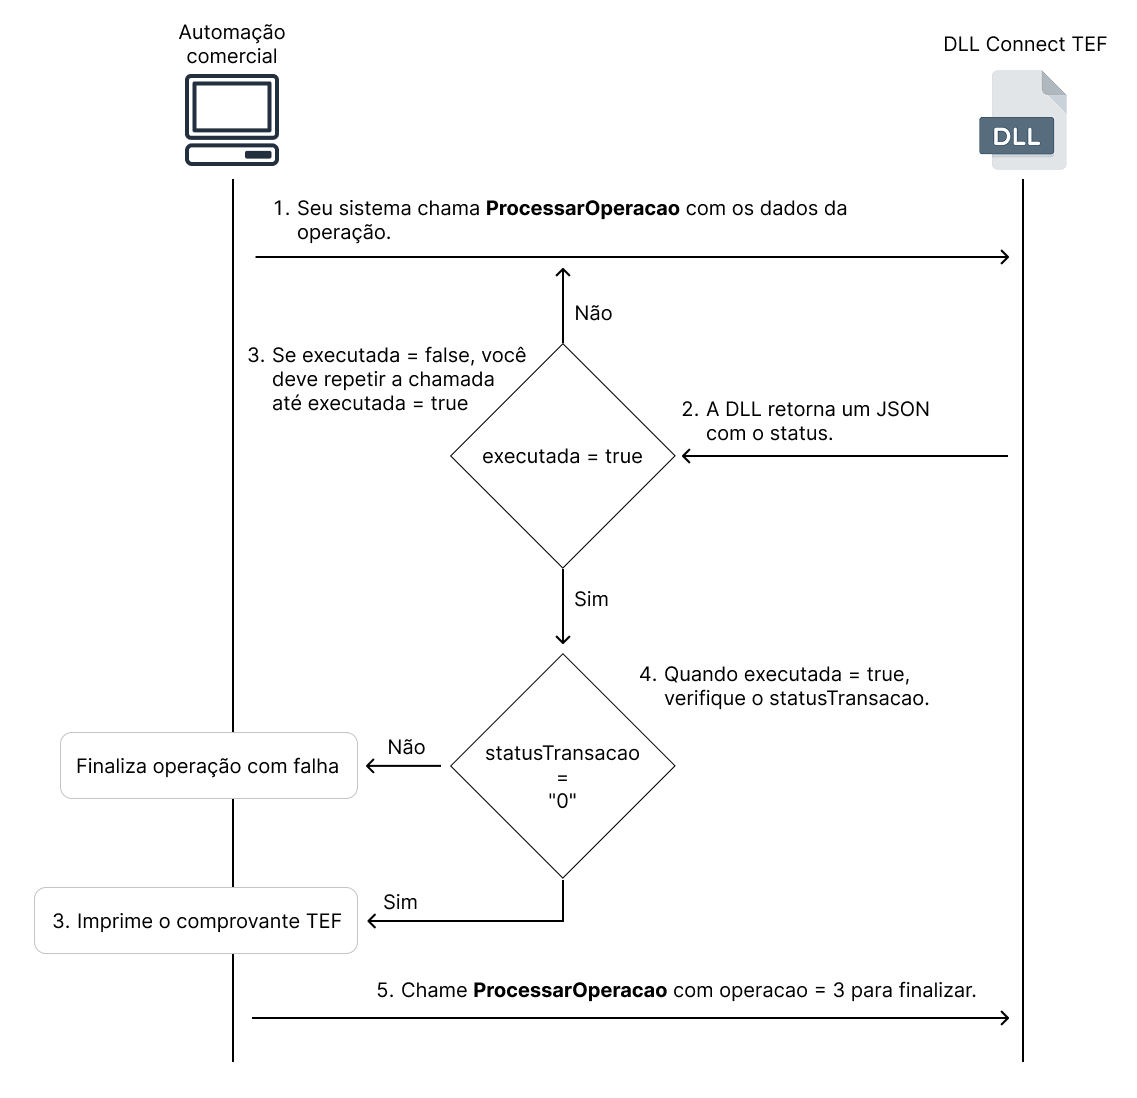 Automação
comercial
DLL Connect TEF
DLL
1. Seu sistema chama ProcessarOperacao com os dados da
operação.
Não
3. Se executada = false, você
deve repetir a chamada
até executada = true
2. A DLL retorna um JSON
com o status.
executada = true
Sim
4. Quando executada = true,
verifique o statusTransacao.
Não
statusTransacao
=
"0"
Finaliza operação com falha
Sim
3. Imprime o comprovante TEF
5. Chame ProcessarOperacao com operacao = 3 para finalizar.